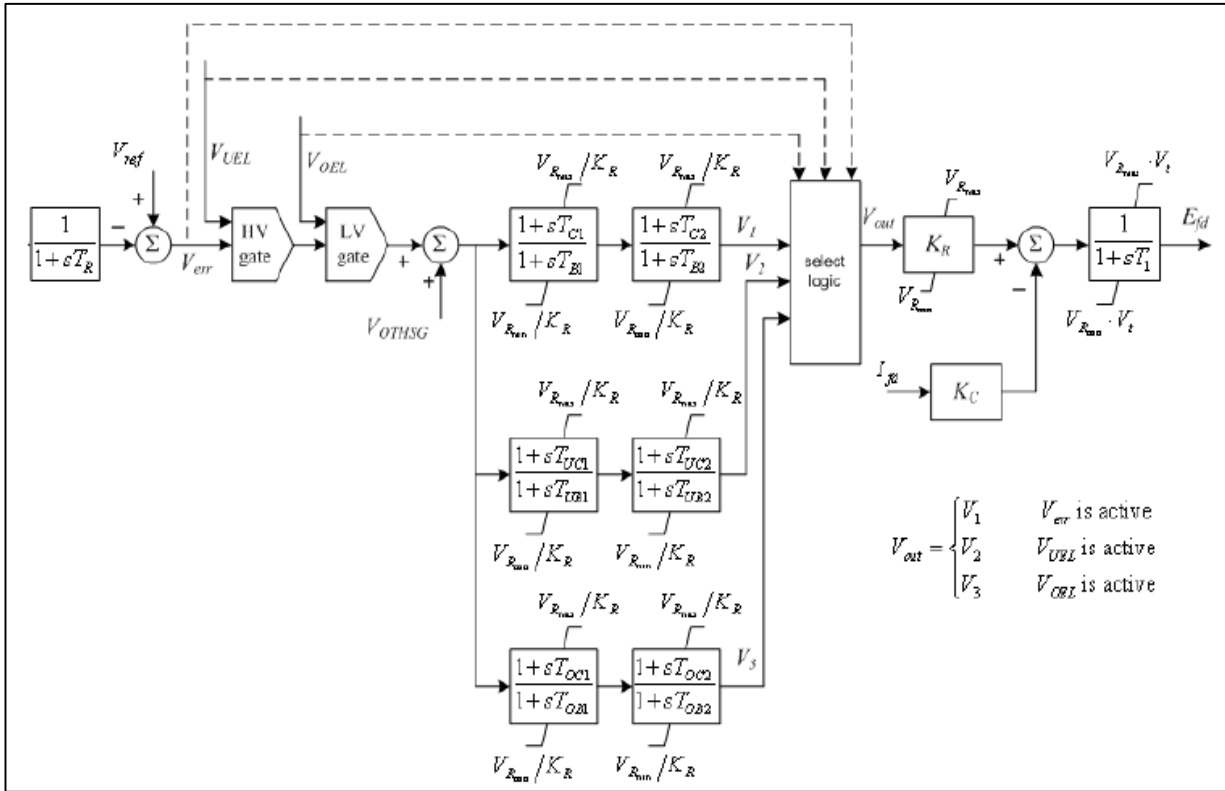 V_ref
+
−
1
1+sT_R
Σ
V_err
V_UEL
HV
gate
V_OEL
LV
gate
+
Σ
+
V_OTHSG
V_Rmax/K_R
V_Rmax/K_R
1+sT_C1
1+sT_B1
1+sT_C2
1+sT_B2
V_1
V_2
V_Rmin/K_R
V_Rmin/K_R
select
logic
V_out
V_Rmax
K_R
V_Rmin
+
Σ
−
V_Rmax · V_t
1
1+sT_1
V_Rmin · V_t
E_fd
I_fd
K_C
V_Rmax/K_R
V_Rmax/K_R
1+sT_UC1
1+sT_UB1
1+sT_UC2
1+sT_UB2
V_Rmin/K_R
V_Rmin/K_R
V_Rmax/K_R
V_Rmax/K_R
1+sT_OC1
1+sT_OB1
1+sT_OC2
1+sT_OB2
V_3
V_Rmin/K_R
V_Rmin/K_R
V_out = { V_1 V_err is active
V_2 V_UEL is active
V_3 V_OEL is active